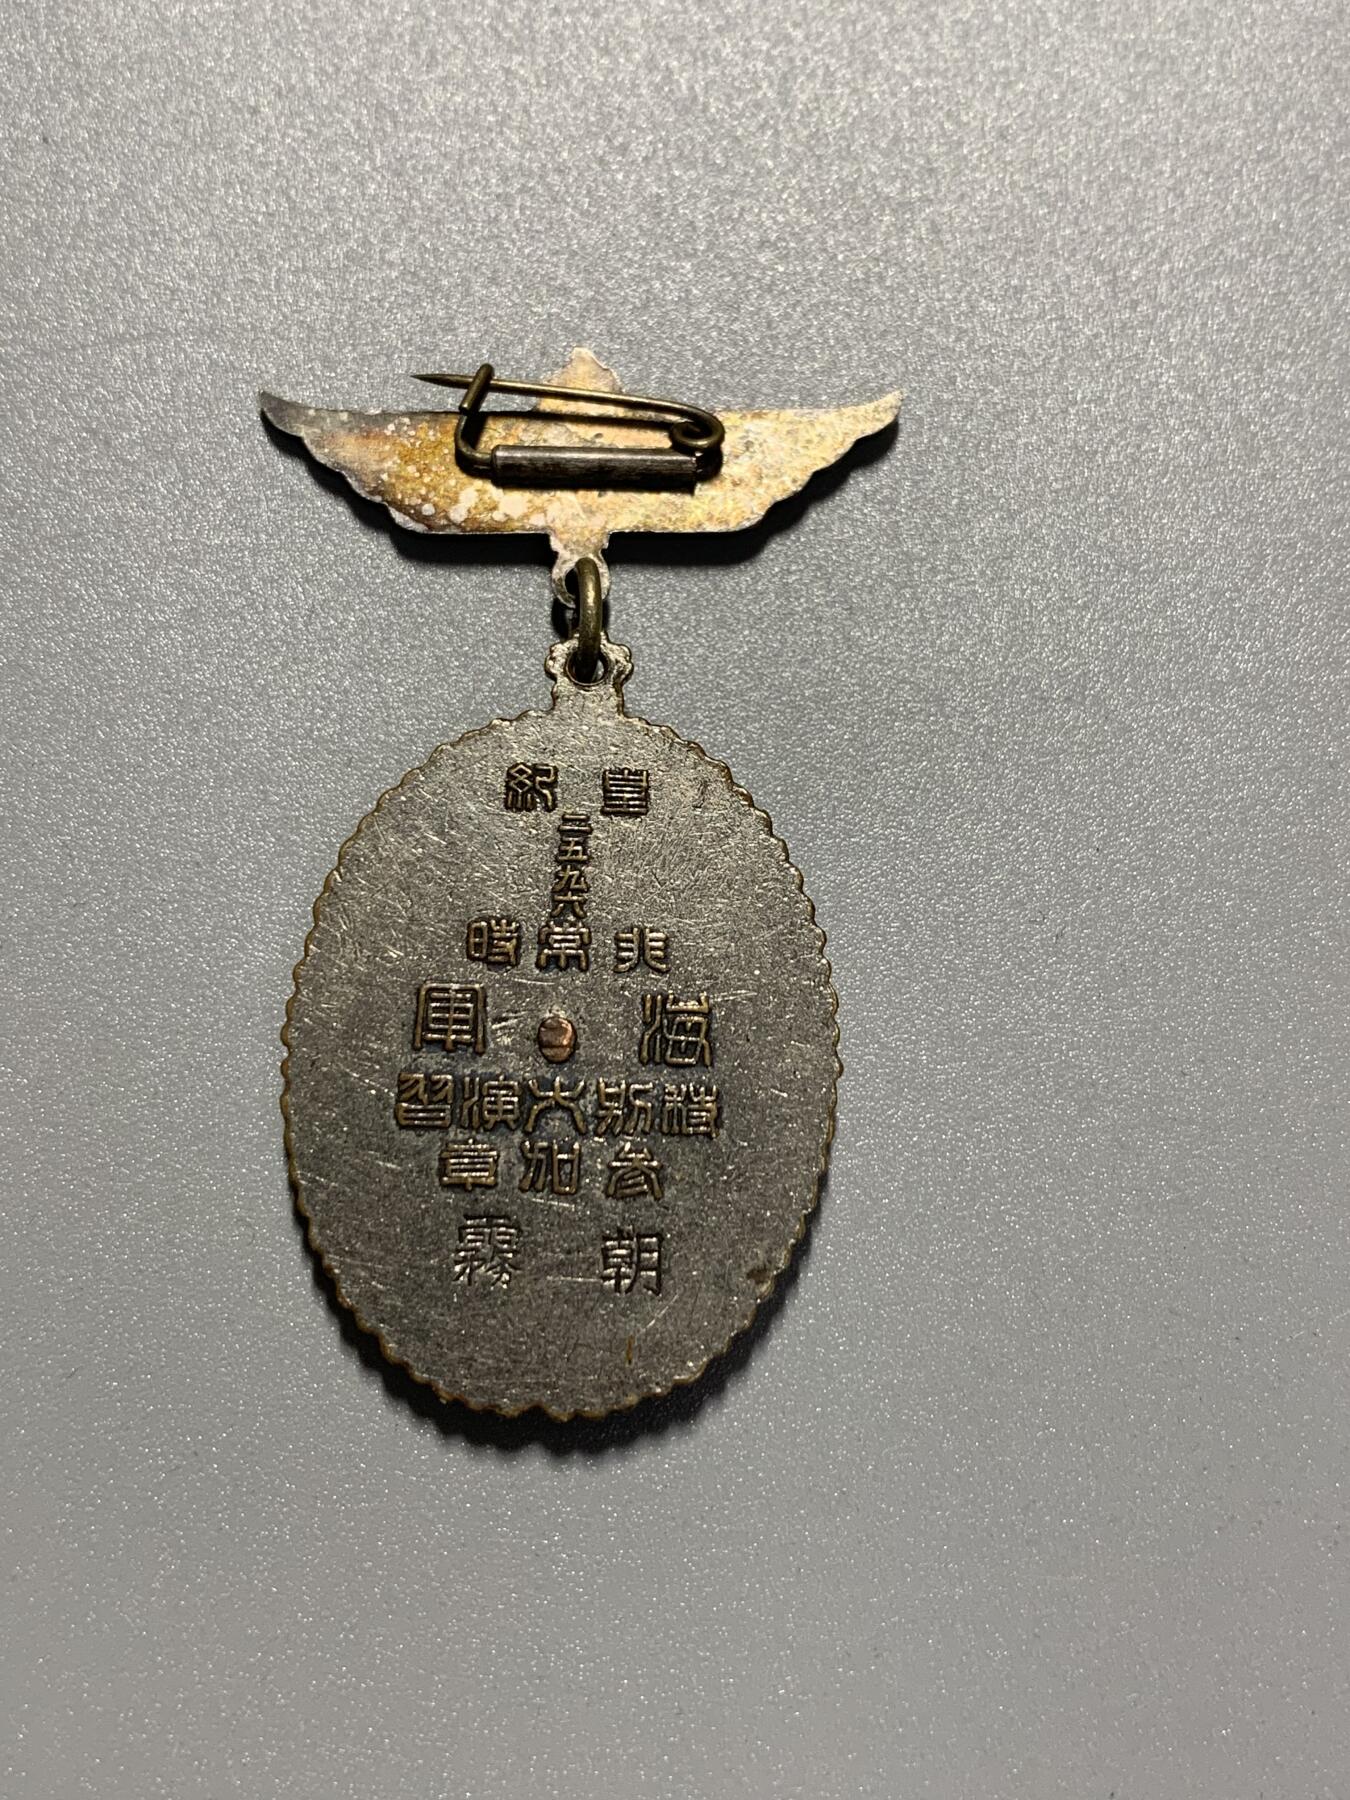 皇紀
二五九六
非常時
海軍
特別大演習
参加章
朝霧